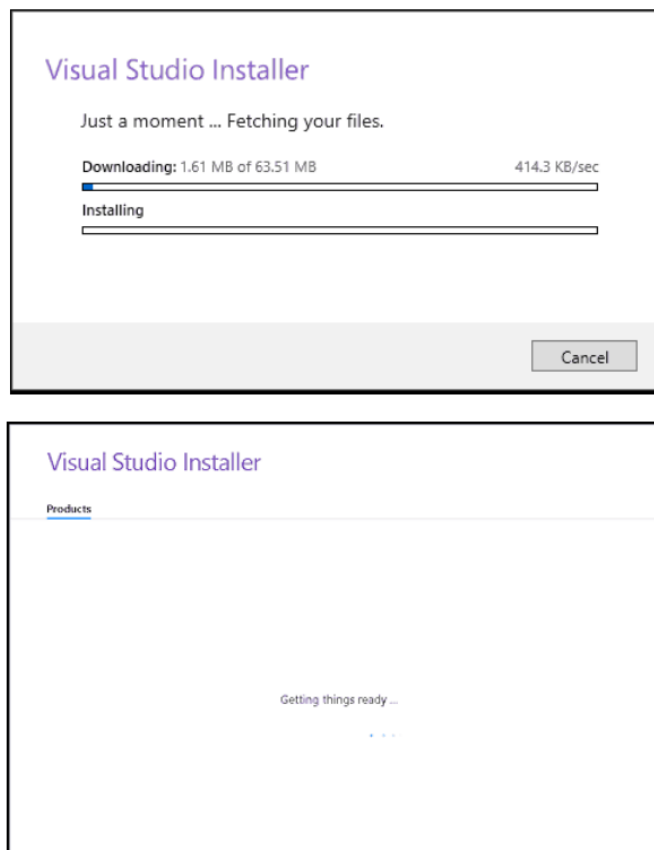 Visual Studio Installer
Just a moment ... Fetching your files.
Downloading: 1.61 MB of 63.51 MB 414.3 KB/sec
Installing
Cancel
Visual Studio Installer
Products
Getting things ready ...